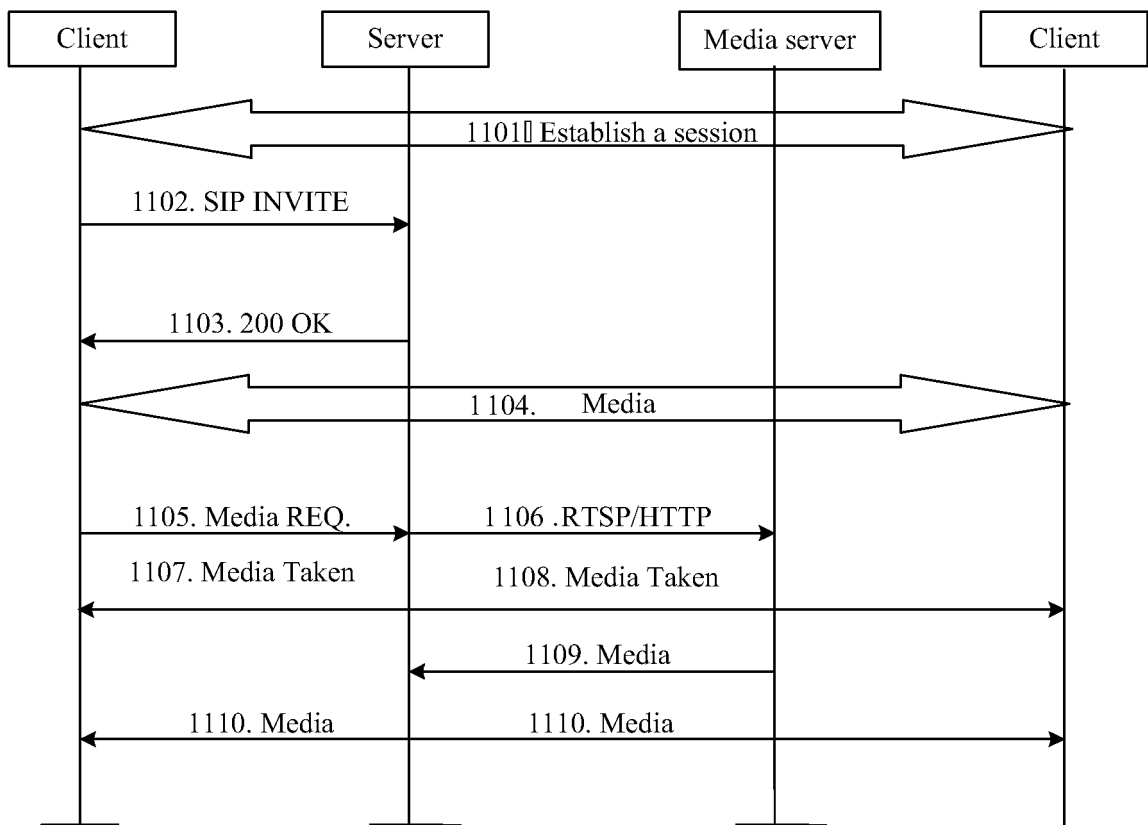 Client
Server
Media server
Client
1101▯ Establish a session
1102. SIP INVITE
1103. 200 OK
1104. Media
1105. Media REQ.
1106 .RTSP/HTTP
1107. Media Taken
1108. Media Taken
1109. Media
1110. Media
1110. Media